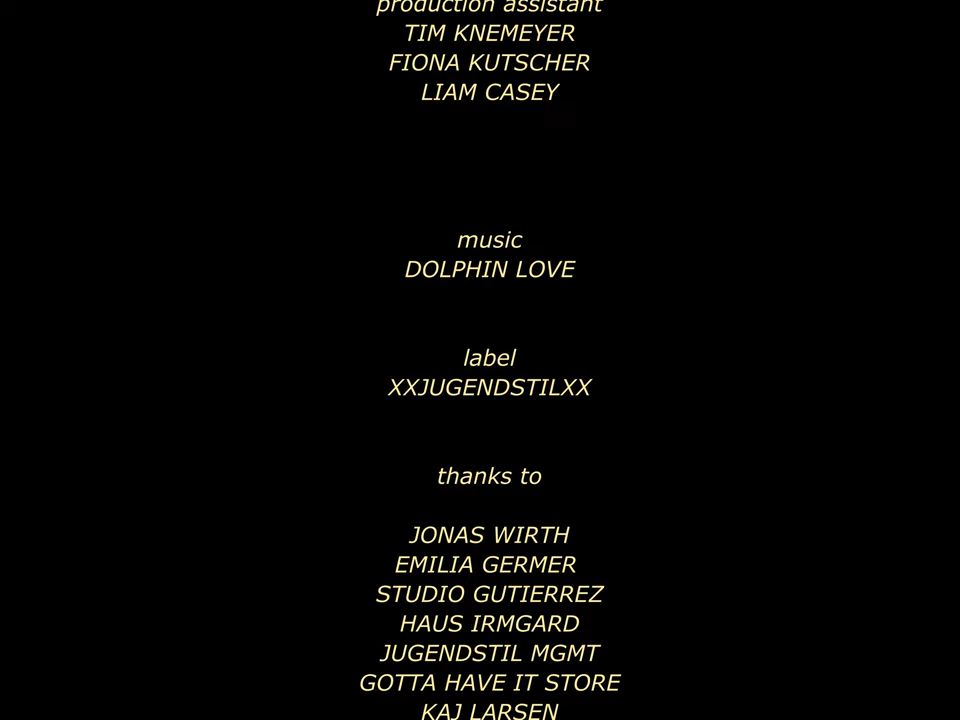 production assistant
TIM KNEMEYER
FIONA KUTSCHER
LIAM CASEY
music
DOLPHIN LOVE
label
XXJUGENDSTILXX
thanks to
JONAS WIRTH
EMILIA GERMER
STUDIO GUTIERREZ
HAUS IRMGARD
JUGENDSTIL MGMT
GOTTA HAVE IT STORE
KAJ LARSEN